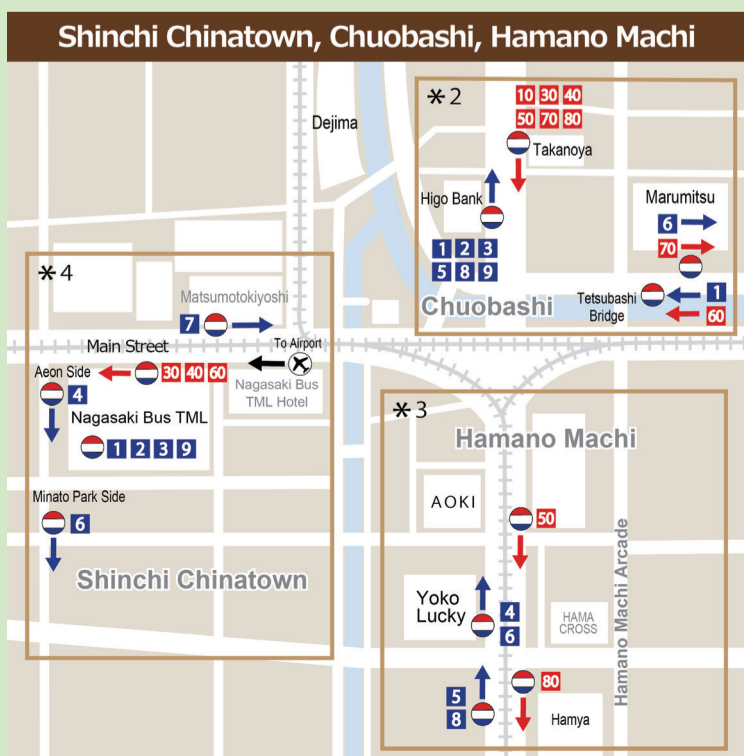 Shinchi Chinatown, Chuobashi, Hamano Machi
*2
10 30 40
50 70 80
Dejima
Takanoya
Higo Bank
Marumitsu
6
70
1 2 3
5 8 9
Chuobashi
Tetsubashi
Bridge
1
60
*4
Matsumotokiyoshi
7
Main Street
To Airport
Aeon Side
30 40 60
Nagasaki Bus
TML Hotel
4
Nagasaki Bus TML
1 2 3 9
Minato Park Side
6
Shinchi Chinatown
*3
Hamano Machi
AOKI
50
Yoko
Lucky
4
6
HAMA
CROSS
Hamano Machi Arcade
80
5
8
Hamya